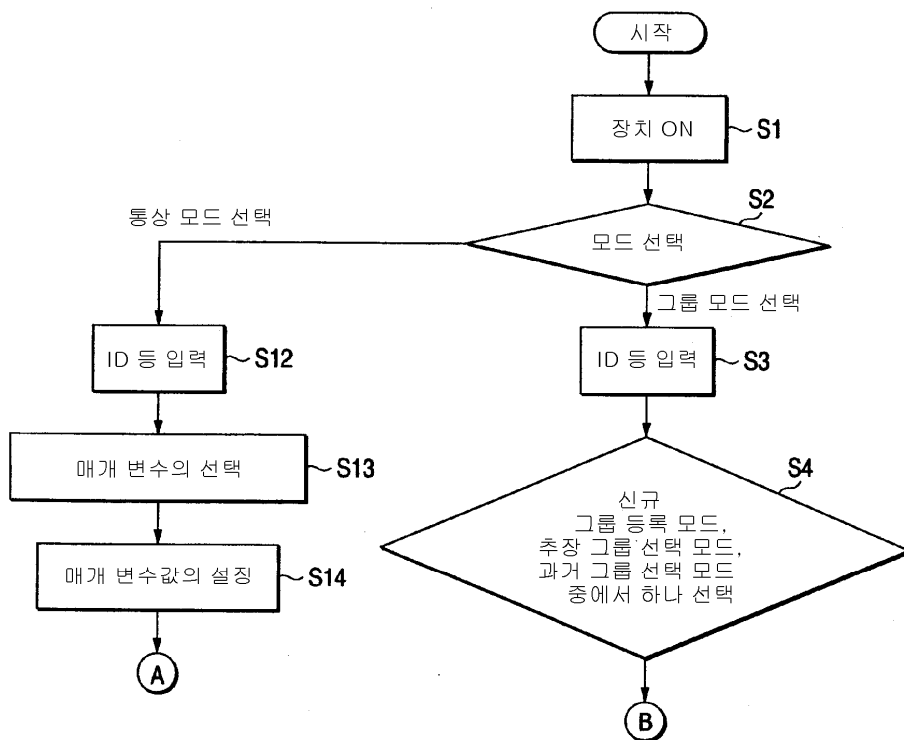 시작
장치 ON
S1
S2
모드 선택
통상 모드 선택
그룹 모드 선택
ID 등 입력
S12
ID 등 입력
S3
매개 변수의 선택
S13
S4
신규
그룹 등록 모드,
추장 그룹 선택 모드,
과거 그룹 선택 모드
중에서 하나 선택
매개 변수값의 설징
S14
A
B